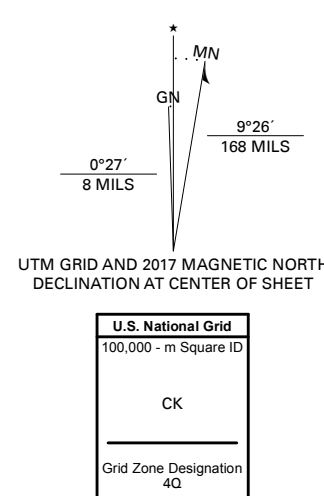 ★
MN
GN
9°26´
168 MILS
0°27´
8 MILS
UTM GRID AND 2017 MAGNETIC NORTH
DECLINATION AT CENTER OF SHEET
U.S. National Grid
100,000 - m Square ID
CK
Grid Zone Designation
4Q